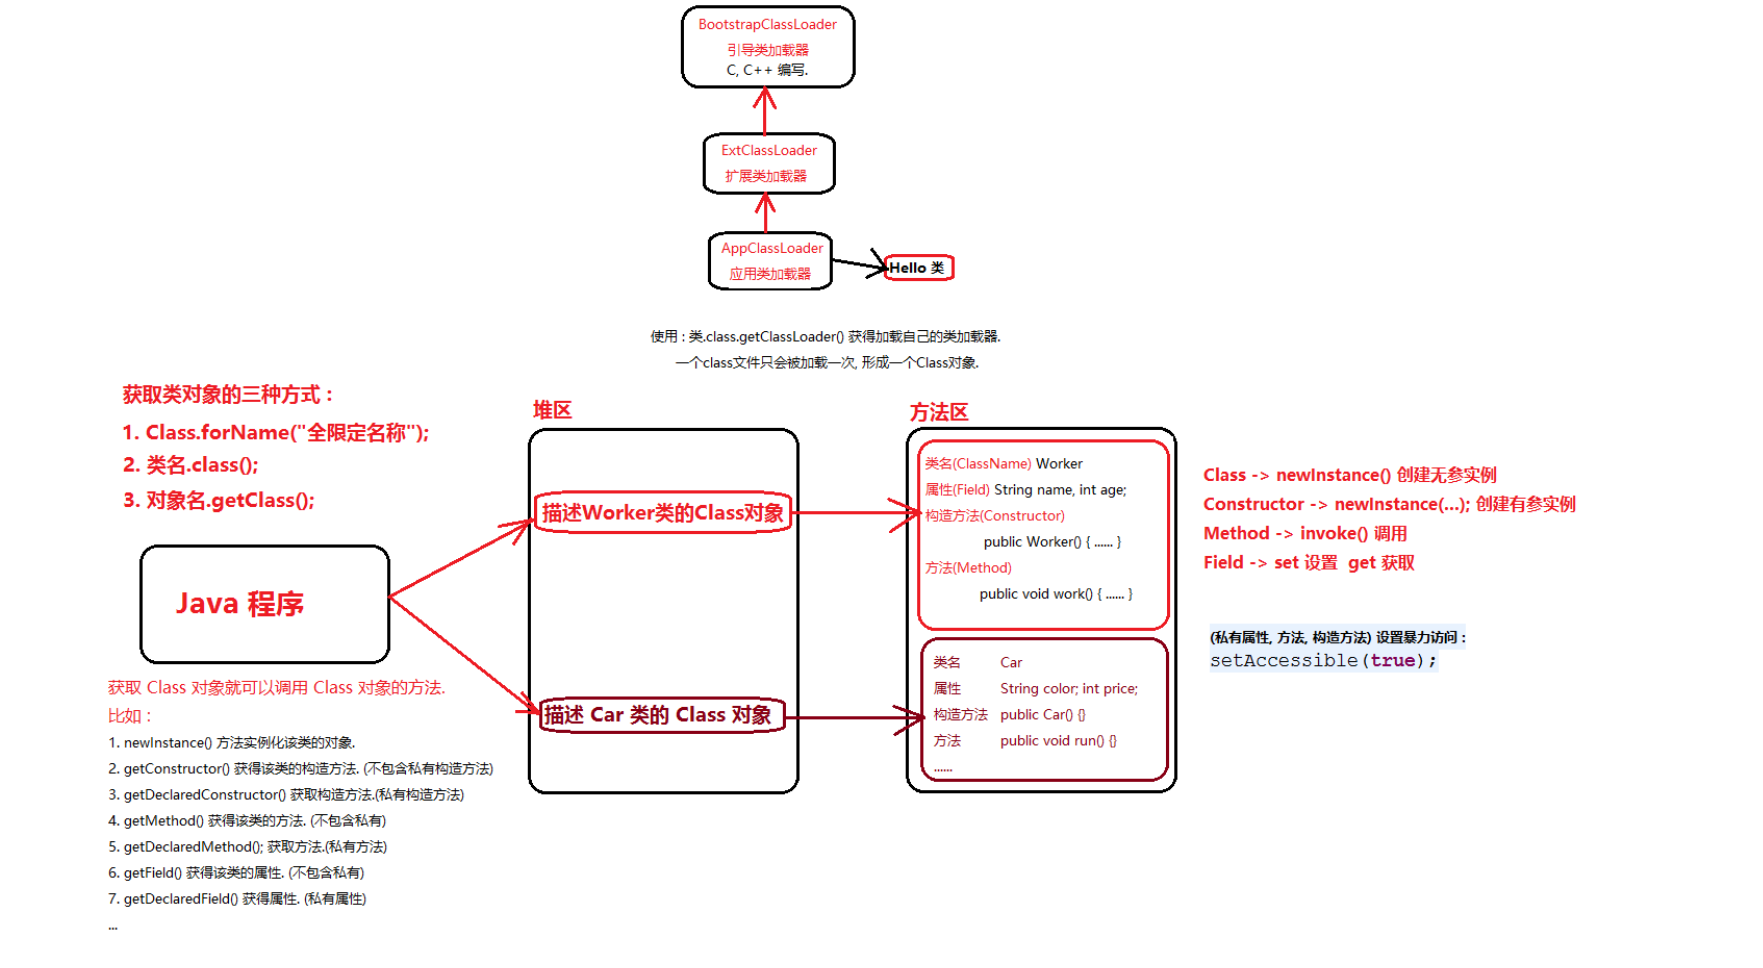 BootstrapClassLoader
引导类加载器
C, C++ 编写.
ExtClassLoader
扩展类加载器
AppClassLoader
应用类加载器
Hello 类
使用 : 类.class.getClassLoader() 获得加载自己的类加载器.
一个class文件只会被加载一次, 形成一个Class对象.
获取类对象的三种方式 :
1. Class.forName("全限定名称");
2. 类名.class();
3. 对象名.getClass();
Java 程序
获取 Class 对象就可以调用 Class 对象的方法.
比如 :
1. newInstance() 方法实例化该类的对象.
2. getConstructor() 获得该类的构造方法. (不包含私有构造方法)
3. getDeclaredConstructor() 获取构造方法.(私有构造方法)
4. getMethod() 获得该类的方法. (不包含私有)
5. getDeclaredMethod(); 获取方法.(私有方法)
6. getField() 获得该类的属性. (不包含私有)
7. getDeclaredField() 获得属性. (私有属性)
...
堆区
描述Worker类的Class对象
描述 Car 类的 Class 对象
方法区
类名(ClassName) Worker
属性(Field) String name, int age;
构造方法(Constructor)
public Worker() { ...... }
方法(Method)
public void work() { ...... }
类名 Car
属性 String color; int price;
构造方法 public Car() {}
方法 public void run() {}
......
Class -> newInstance() 创建无参实例
Constructor -> newInstance(...); 创建有参实例
Method -> invoke() 调用
Field -> set 设置 get 获取
(私有属性, 方法, 构造方法) 设置暴力访问 :
setAccessible(true);